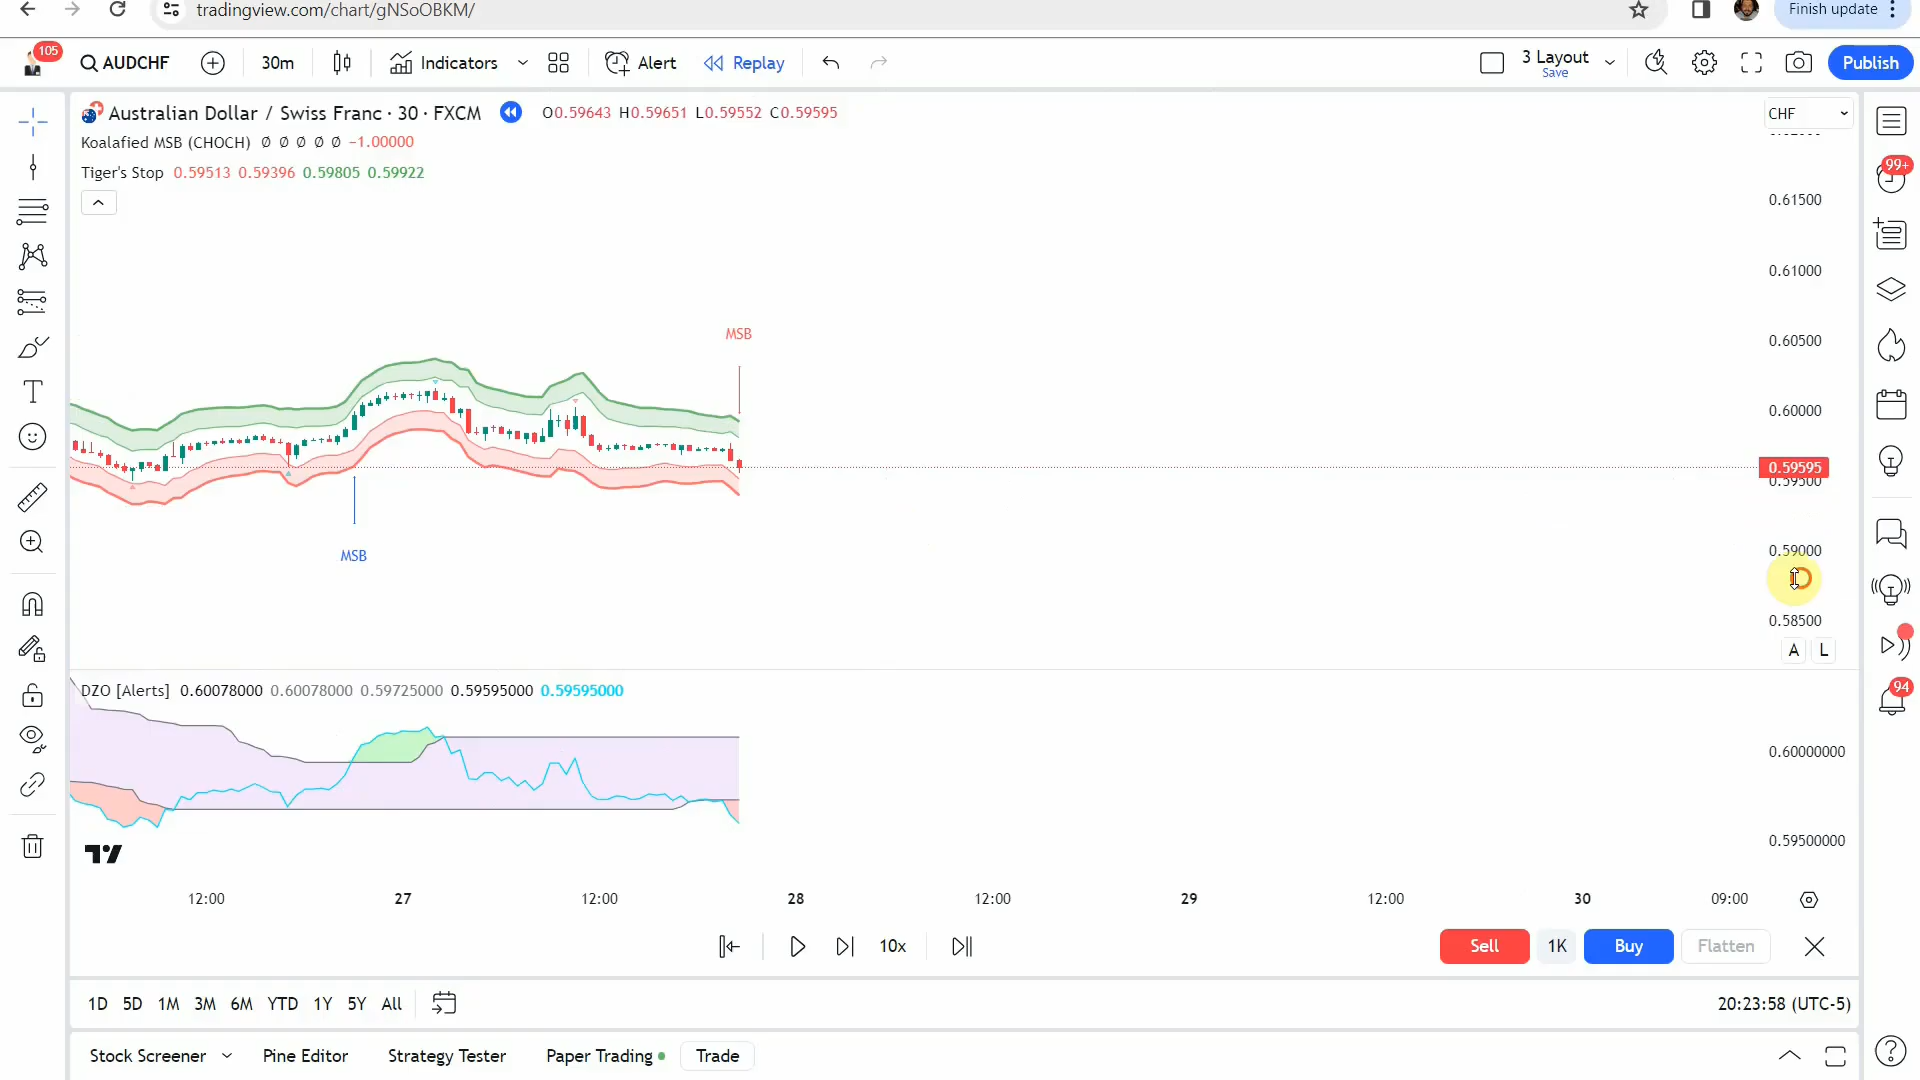 tradingview.com/chart/gNSoOBKM/
Finish update
105
AUDCHF
30m
Indicators
Alert
Replay
3 Layout
Save
Publish
Australian Dollar / Swiss Franc · 30 · FXCM
O0.59643 H0.59651 L0.59552 C0.59595
CHF
Koalafied MSB (CHOCH) Ø Ø Ø Ø Ø −1.00000
Tiger's Stop 0.59513 0.59396 0.59805 0.59922
99+
0.61500
0.61000
MSB
0.60500
0.60000
0.59595
0.59500
MSB
0.59000
0.58500
A L
94
DZO [Alerts] 0.60078000 0.60078000 0.59725000 0.59595000 0.59595000
0.60000000
0.59500000
12:00 27 12:00 28 12:00 29 12:00 30 09:00
10x
Sell 1K Buy Flatten
1D 5D 1M 3M 6M YTD 1Y 5Y All
20:23:58 (UTC-5)
Stock Screener Pine Editor Strategy Tester Paper Trading Trade